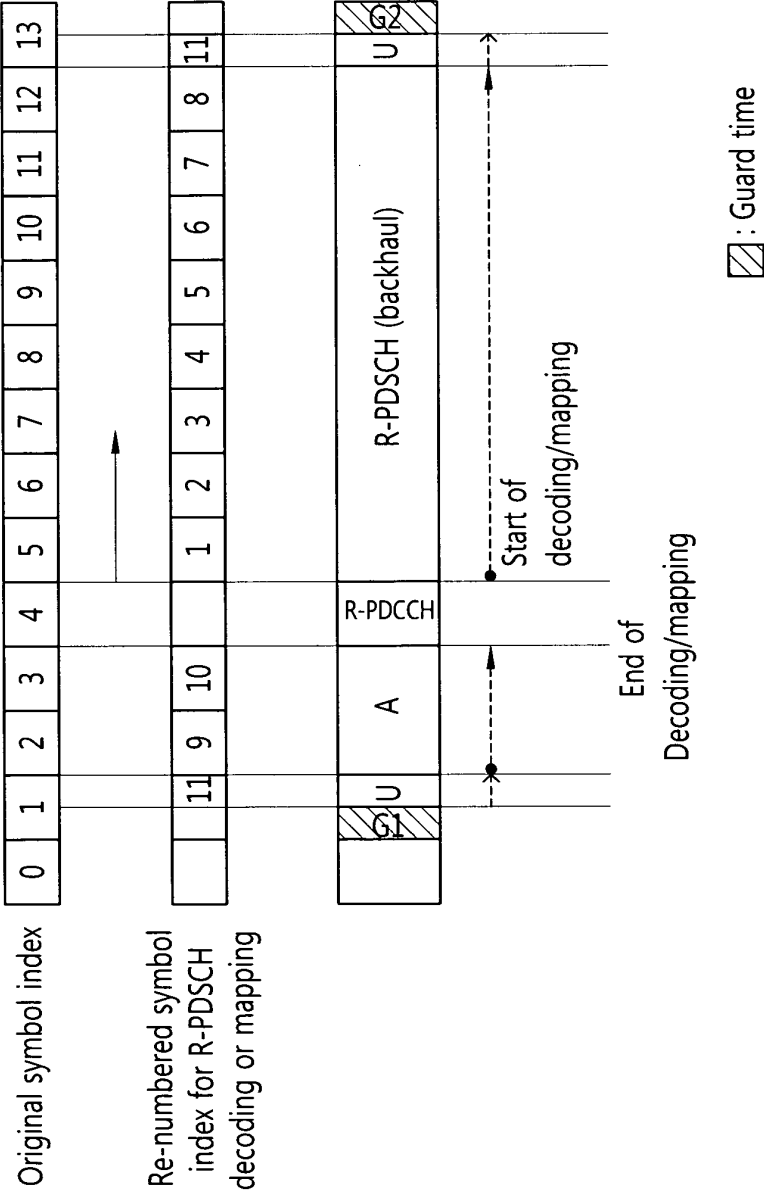 Original symbol index
0 1 2 3 4 5 6 7 8 9 10 11 12 13
Re-numbered symbol
index for R-PDSCH
decoding or mapping
11 9 10 1 2 3 4 5 6 7 8 11
G1 U A R-PDCCH R-PDSCH (backhaul) U G2
Start of
decoding/mapping
End of
Decoding/mapping
: Guard time